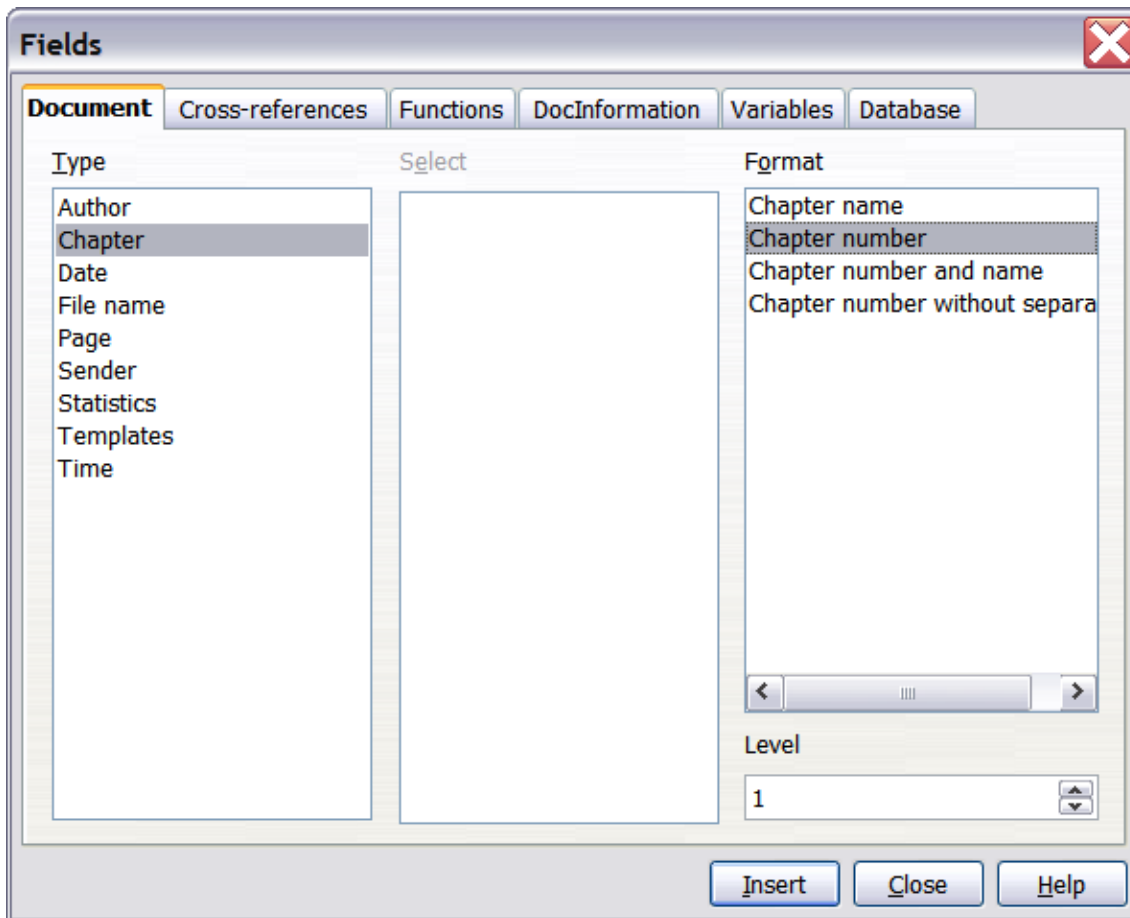 Fields
Document Cross-references Functions DocInformation Variables Database
Type
Author
Chapter
Date
File name
Page
Sender
Statistics
Templates
Time
Select
Format
Chapter name
Chapter number
Chapter number and name
Chapter number without separa
Level
1
Insert Close Help